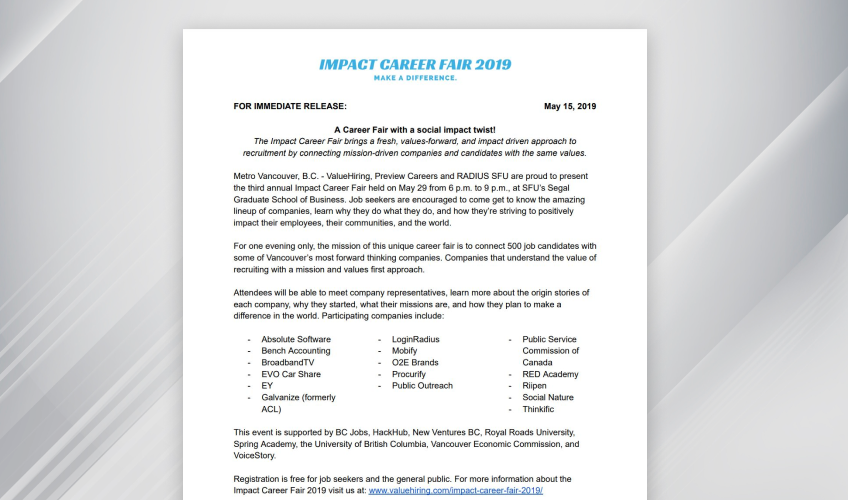 IMPACT CAREER FAIR 2019
MAKE A DIFFERENCE.
FOR IMMEDIATE RELEASE: May 15, 2019
A Career Fair with a social impact twist!
The Impact Career Fair brings a fresh, values-forward, and impact driven approach to
recruitment by connecting mission-driven companies and candidates with the same values.
Metro Vancouver, B.C. - ValueHiring, Preview Careers and RADIUS SFU are proud to present
the third annual Impact Career Fair held on May 29 from 6 p.m. to 9 p.m., at SFU's Segal
Graduate School of Business. Job seekers are encouraged to come get to know the amazing
lineup of companies, learn why they do what they do, and how they're striving to positively
impact their employees, their communities, and the world.
For one evening only, the mission of this unique career fair is to connect 500 job candidates with
some of Vancouver's most forward thinking companies. Companies that understand the value of
recruiting with a mission and values first approach.
Attendees will be able to meet company representatives, learn more about the origin stories of
each company, why they started, what their missions are, and how they plan to make a
difference in the world. Participating companies include:
- Absolute Software
- Bench Accounting
- BroadbandTV
- EVO Car Share
- EY
- Galvanize (formerly
ACL)
- LoginRadius
- Mobify
- O2E Brands
- Procurify
- Public Outreach
- Public Service
Commission of
Canada
- RED Academy
- Riipen
- Social Nature
- Thinkific
This event is supported by BC Jobs, HackHub, New Ventures BC, Royal Roads University,
Spring Academy, the University of British Columbia, Vancouver Economic Commission, and
VoiceStory.
Registration is free for job seekers and the general public. For more information about the
Impact Career Fair 2019 visit us at: www.valuehiring.com/impact-career-fair-2019/